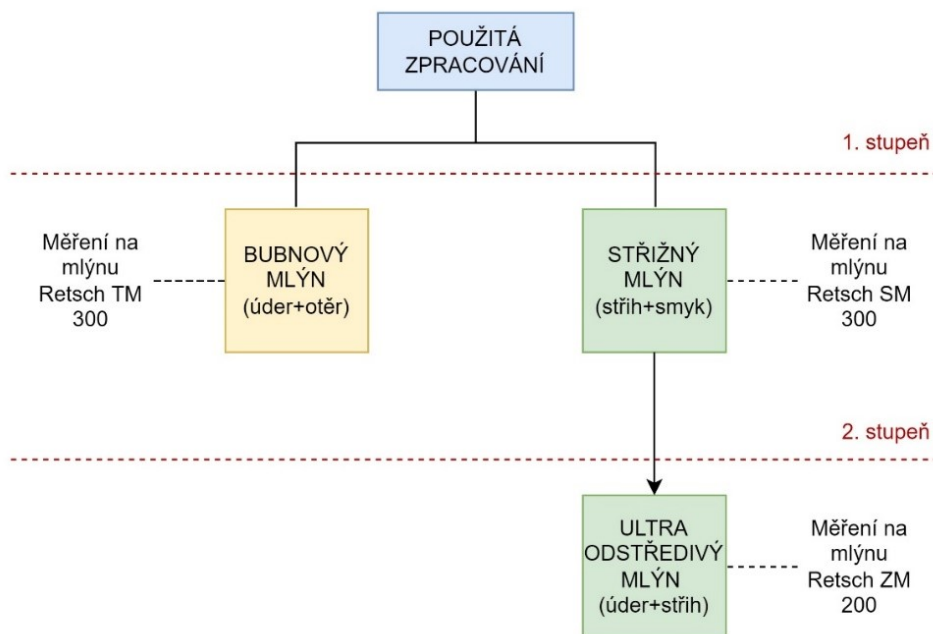 POUŽITÁ
ZPRACOVÁNÍ
1. stupeň
Měření na
mlýnu
Retsch TM
300
BUBNOVÝ
MLÝN
(úder+otěr)
STŘIŽNÝ
MLÝN
(střih+smyk)
Měření na
mlýnu
Retsch SM
300
2. stupeň
ULTRA
ODSTŘEDIVÝ
MLÝN
(úder+střih)
Měření na
mlýnu
Retsch ZM
200